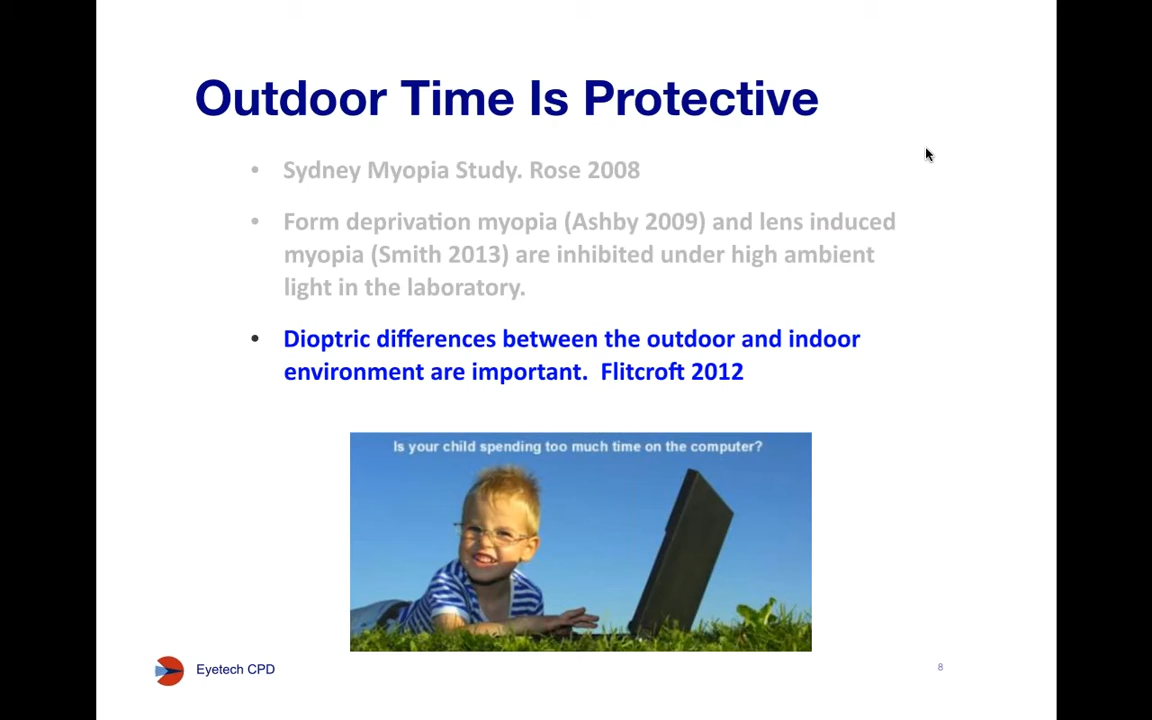 Outdoor Time Is Protective
• Sydney Myopia Study. Rose 2008
• Form deprivation myopia (Ashby 2009) and lens induced
myopia (Smith 2013) are inhibited under high ambient
light in the laboratory.
• Dioptric differences between the outdoor and indoor
environment are important.  Flitcroft 2012
Is your child spending too much time on the computer?
Eyetech CPD
8